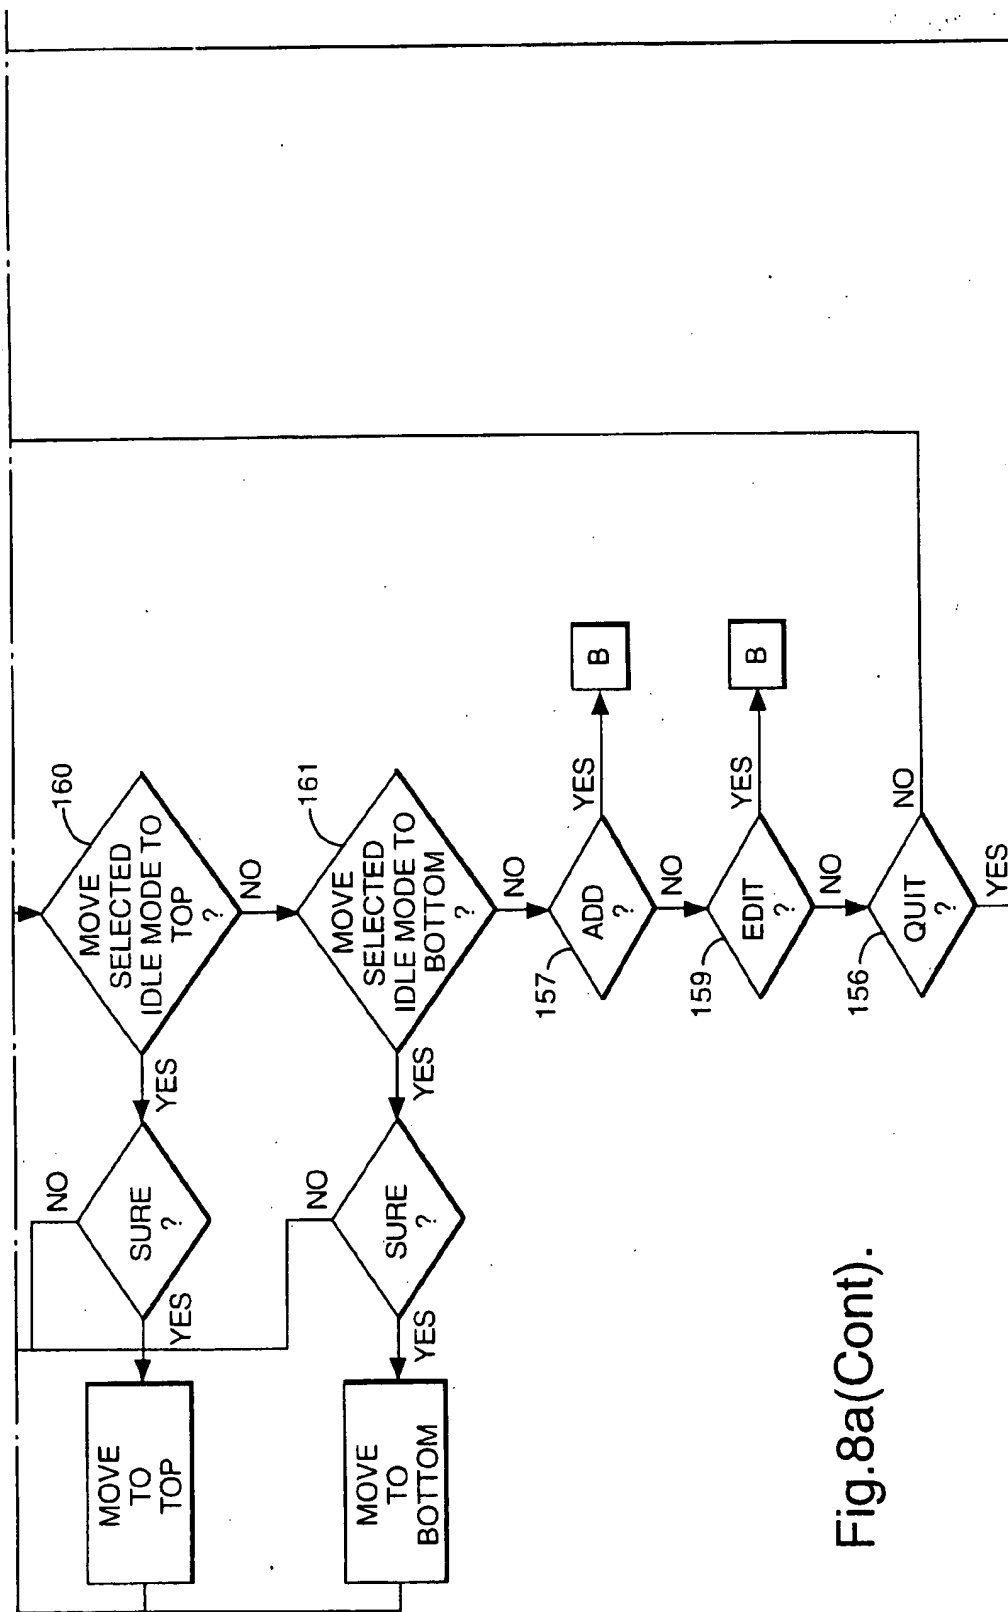 160
MOVE
SELECTED
IDLE MODE TO
TOP
?
YES
NO
SURE
?
NO
YES
MOVE
TO
TOP
161
MOVE
SELECTED
IDLE MODE TO
BOTTOM
?
YES
NO
SURE
?
NO
YES
MOVE
TO
BOTTOM
157
ADD
?
YES
B
NO
159
EDIT
?
YES
B
NO
156
QUIT
?
NO
YES
Fig.8a(Cont).